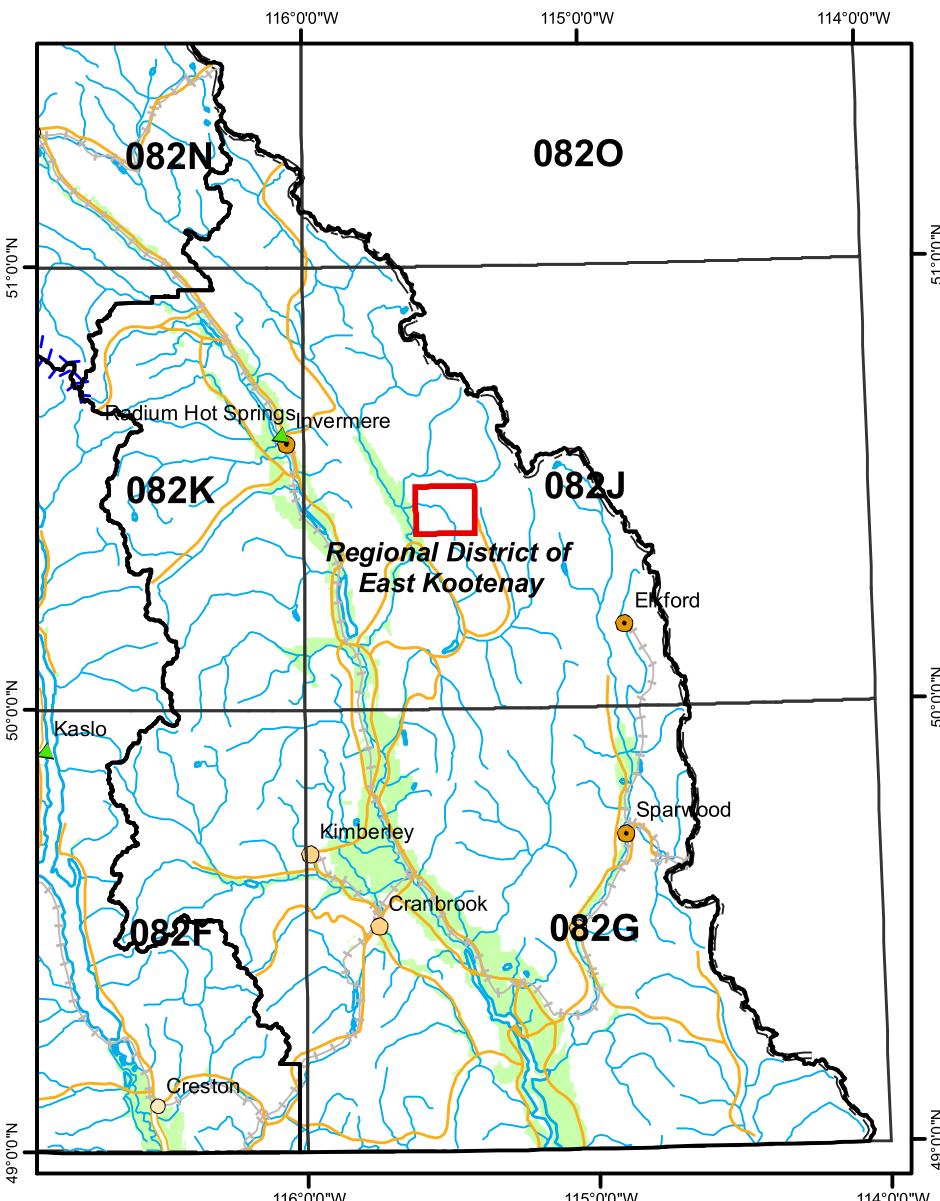 116°0'0"W
115°0'0"W
114°0'0"W
082N
082O
51°0'0"N
51°0'0"N
Radium Hot Springs
Invermere
082K
082J
Regional District of
East Kootenay
Elkford
50°0'0"N
50°0'0"N
Kaslo
Sparwood
Kimberley
Cranbrook
082F
082G
Creston
49°0'0"N
49°0'0"N
116°0'0"W
115°0'0"W
114°0'0"W